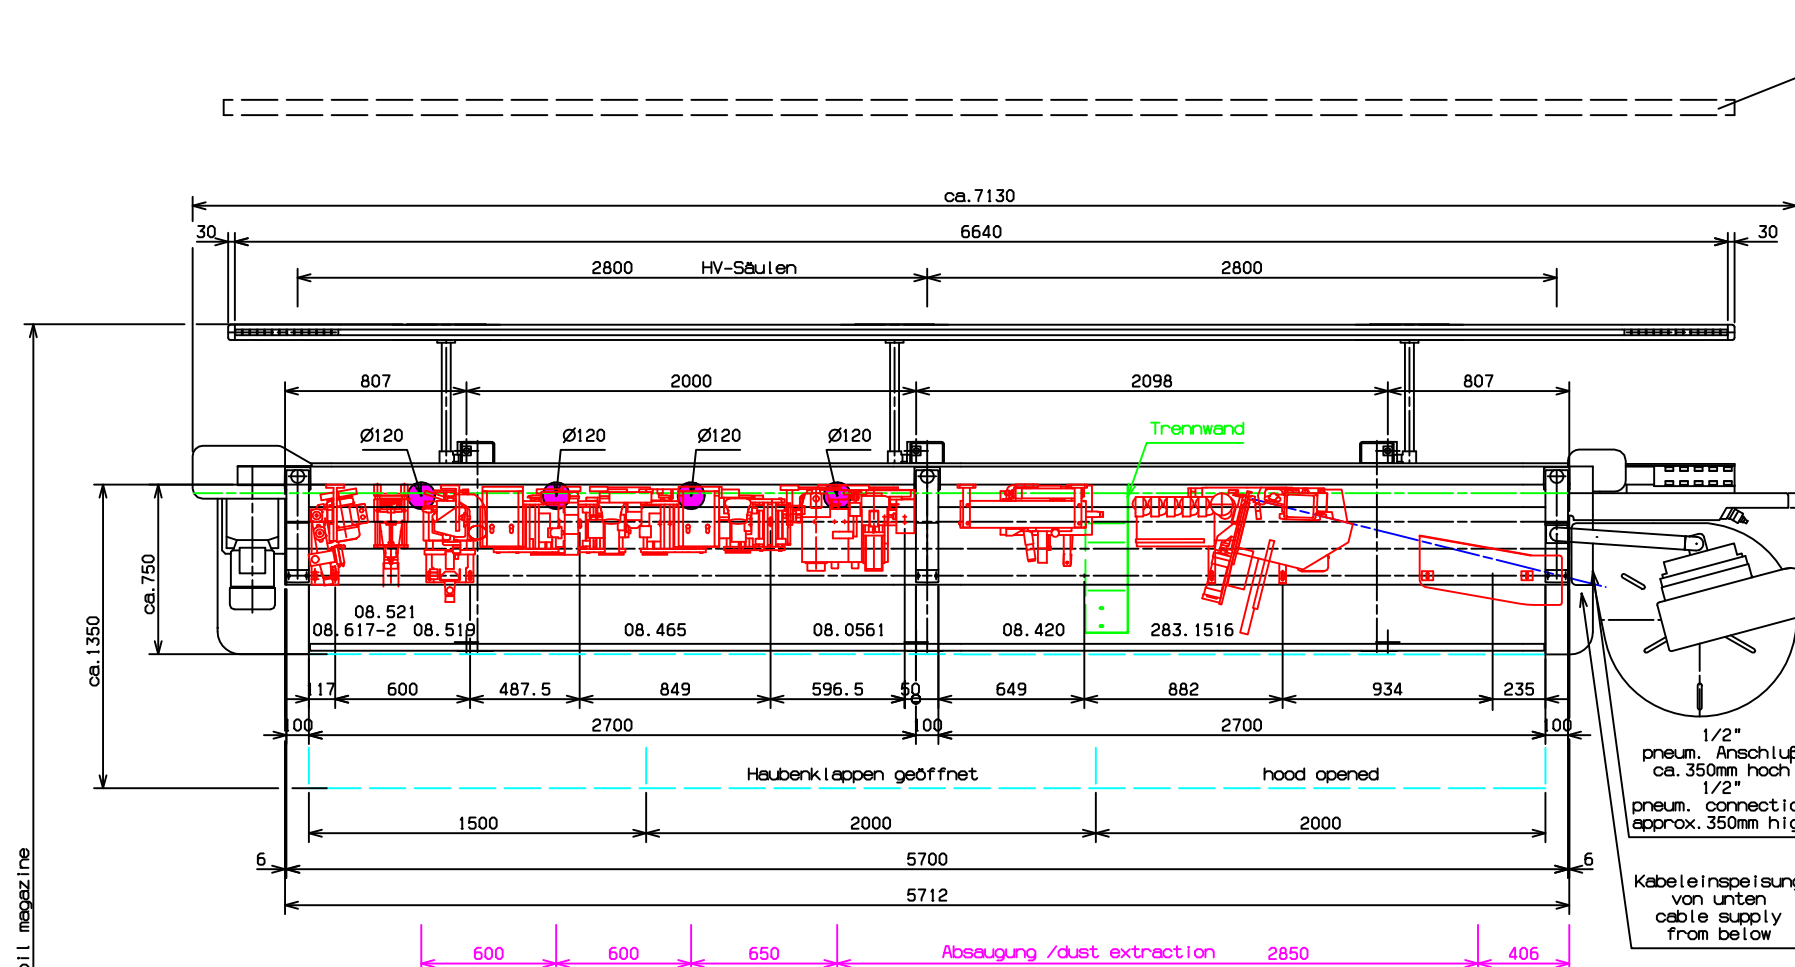 ca.7130
30
6640
30
2800
HV-Säulen
2800
807
2000
2098
807
Ø120
Ø120
Ø120
Ø120
Trennwand
ca.750
ca.1350
08.521
08.617-2
08.519
08.465
08.0561
08.420
283.1516
117
600
487.5
849
596.5
50
0
649
882
934
235
100
2700
100
2700
100
Haubenklappen geöffnet
hood opened
1500
2000
2000
6
5700
6
5712
600
600
650
Absaugung /dust extraction
2850
406
1/2"
pneum. Anschluß
ca.350mm hoch
1/2"
pneum.
approx.350mm
Kabeleinspeisung
von unten
cable supply
from below
magazine